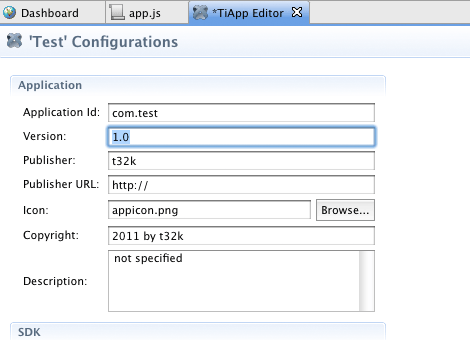 Dashboard app.js *TiApp Editor
'Test' Configurations
Application
Application Id: com.test
Version: 1.0
Publisher: t32k
Publisher URL: http://
Icon: appicon.png Browse...
Copyright: 2011 by t32k
Description: not specified
SDK